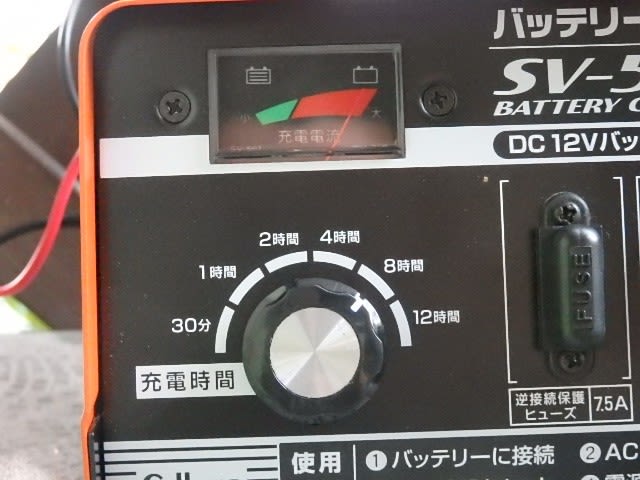 バッテリー
SV-5
BATTERY C
小
大
充電電流
DC 12Vバッ
2時間
4時間
1時間
8時間
30分
12時間
充電時間
FUSE
逆接続保護
ヒューズ
7.5A
使用
①バッテリーに接続 ②AC